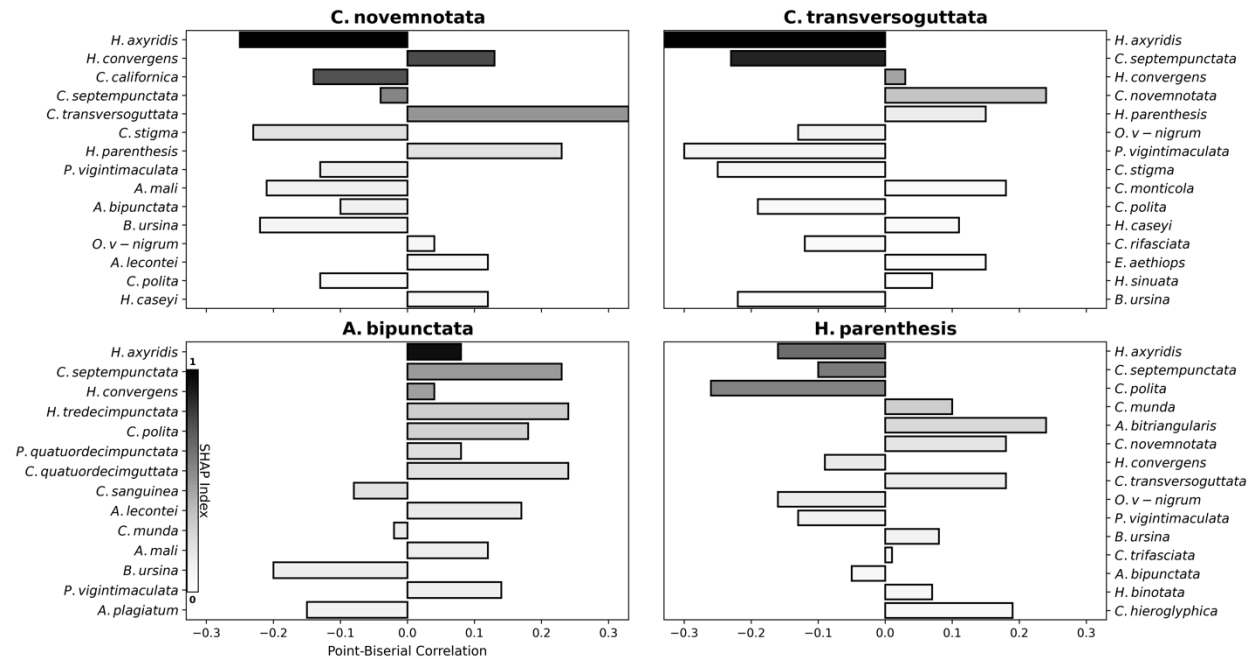 C. novemnotata
H. axyridis
H. convergens
C. californica
C. septempunctata
C. transversoguttata
C. stigma
H. parenthesis
P. vigintimaculata
A. mali
A. bipunctata
B. ursina
O. v − nigrum
A. lecontei
C. polita
H. caseyi
C. transversoguttata
H. axyridis
C. septempunctata
H. convergens
C. novemnotata
H. parenthesis
O. v − nigrum
P. vigintimaculata
C. stigma
C. monticola
C. polita
H. caseyi
C. rifasciata
E. aethiops
H. sinuata
B. ursina
A. bipunctata
H. axyridis
C. septempunctata
H. convergens
H. tredecimpunctata
C. polita
P. quatuordecimpunctata
C. quatuordecimguttata
C. sanguinea
A. lecontei
C. munda
A. mali
B. ursina
P. vigintimaculata
A. plagiatum
1
SHAP Index
0
−0.3 −0.2 −0.1 0.0 0.1 0.2 0.3
Point-Biserial Correlation
H. parenthesis
H. axyridis
C. septempunctata
C. polita
C. munda
A. bitriangularis
C. novemnotata
H. convergens
C. transversoguttata
O. v − nigrum
P. vigintimaculata
B. ursina
C. trifasciata
A. bipunctata
H. binotata
C. hieroglyphica
−0.3 −0.2 −0.1 0.0 0.1 0.2 0.3